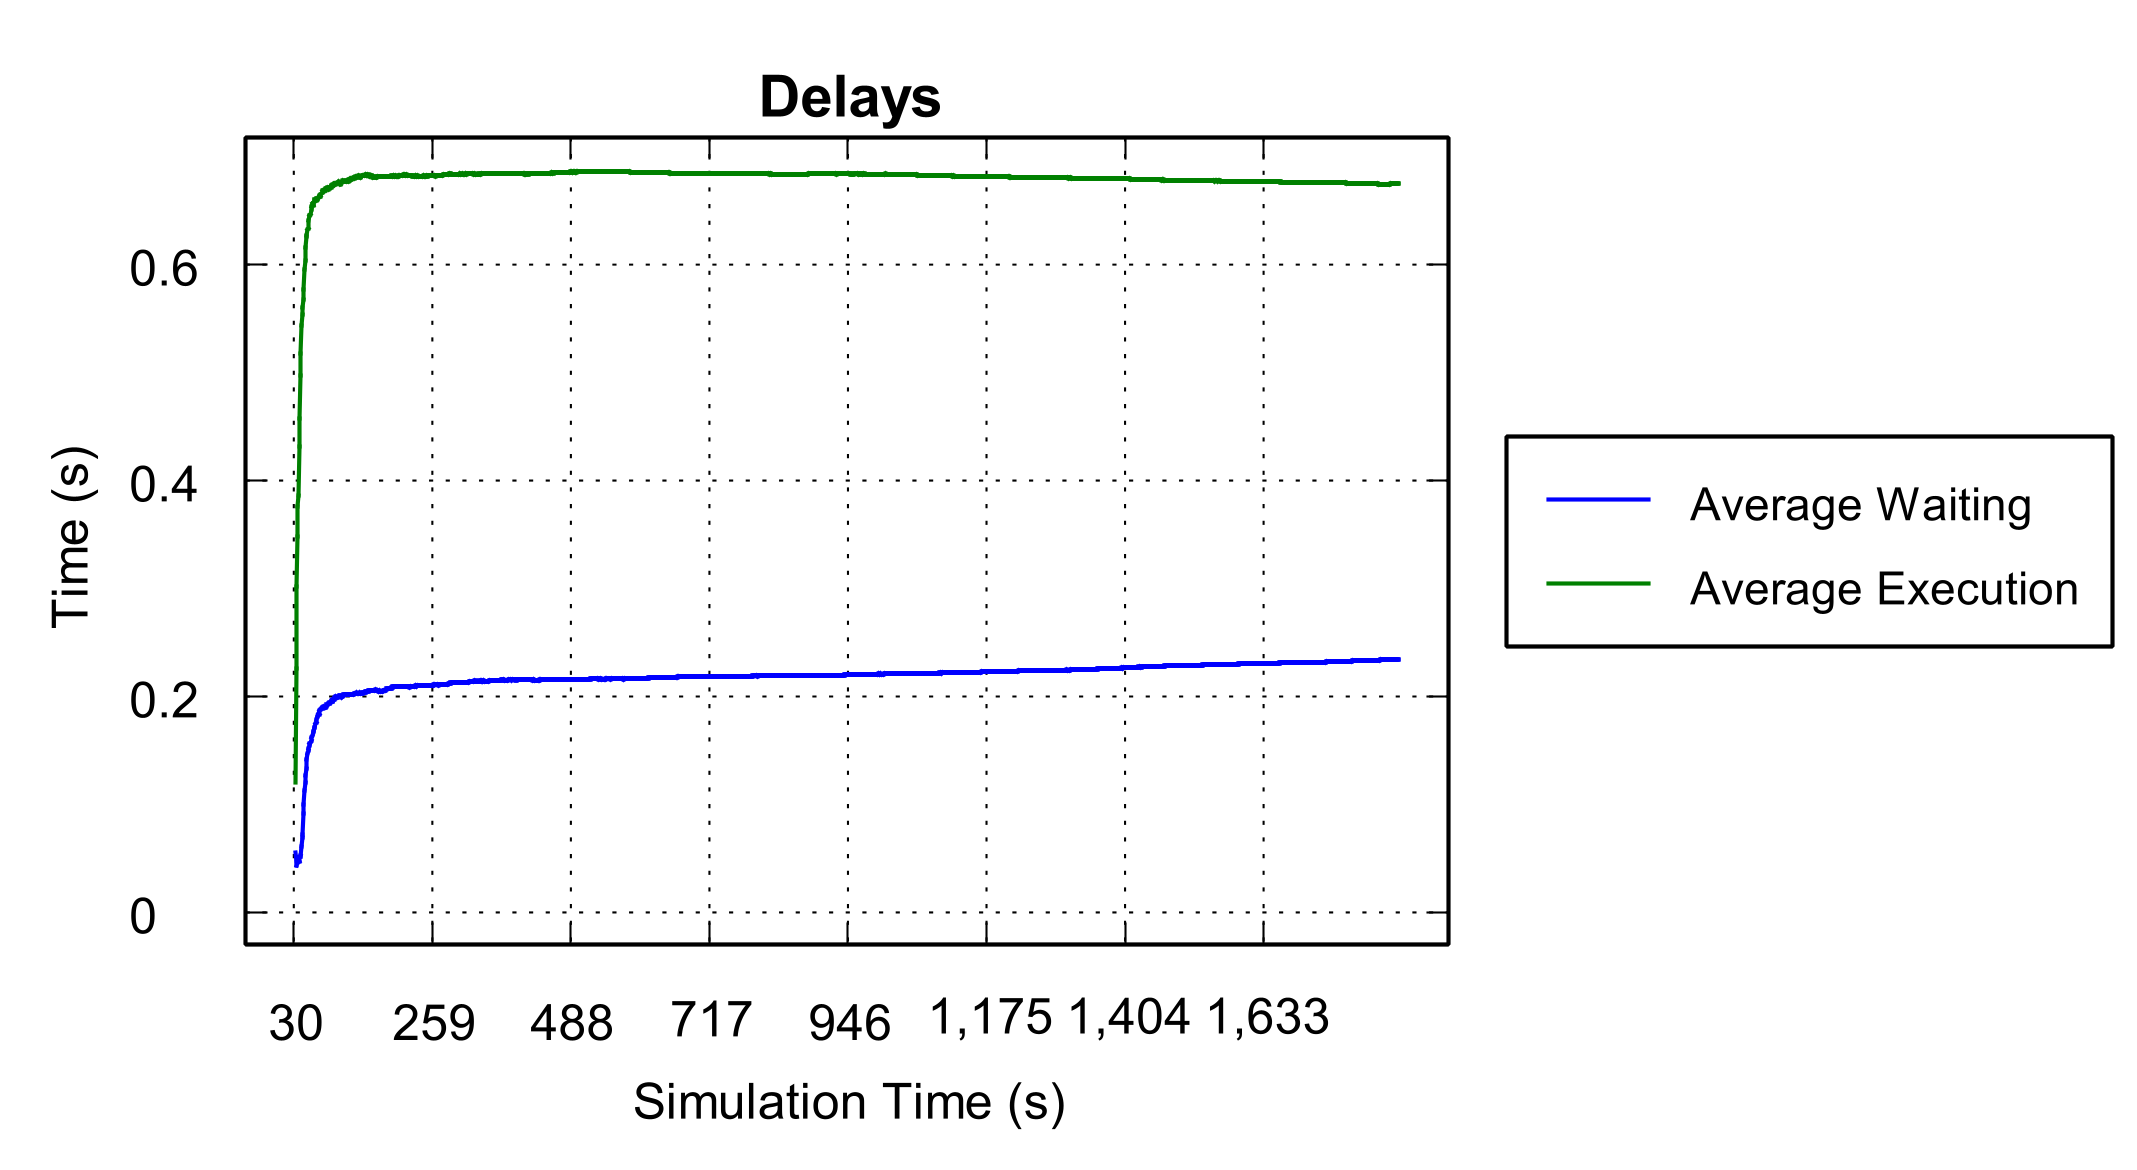 Delays
0.6
0.4
0.2
0
Time (s)
30 259 488 717 946 1,175 1,404 1,633
Simulation Time (s)
Average Waiting
Average Execution